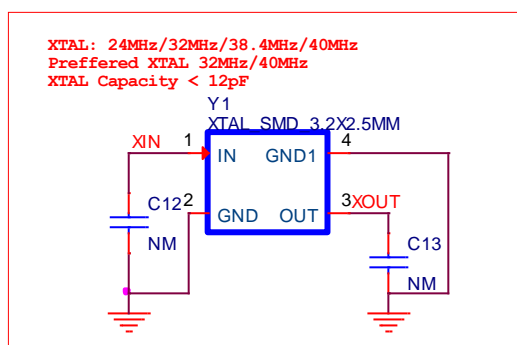 XTAL: 24MHz/32MHz/38.4MHz/40MHz
Preffered XTAL 32MHz/40MHz
XTAL Capacity < 12pF
Y1
XTAL_SMD_3.2X2.5MM
XIN
1
IN
GND1
4
C12
2
GND
OUT
3
XOUT
NM
C13
NM